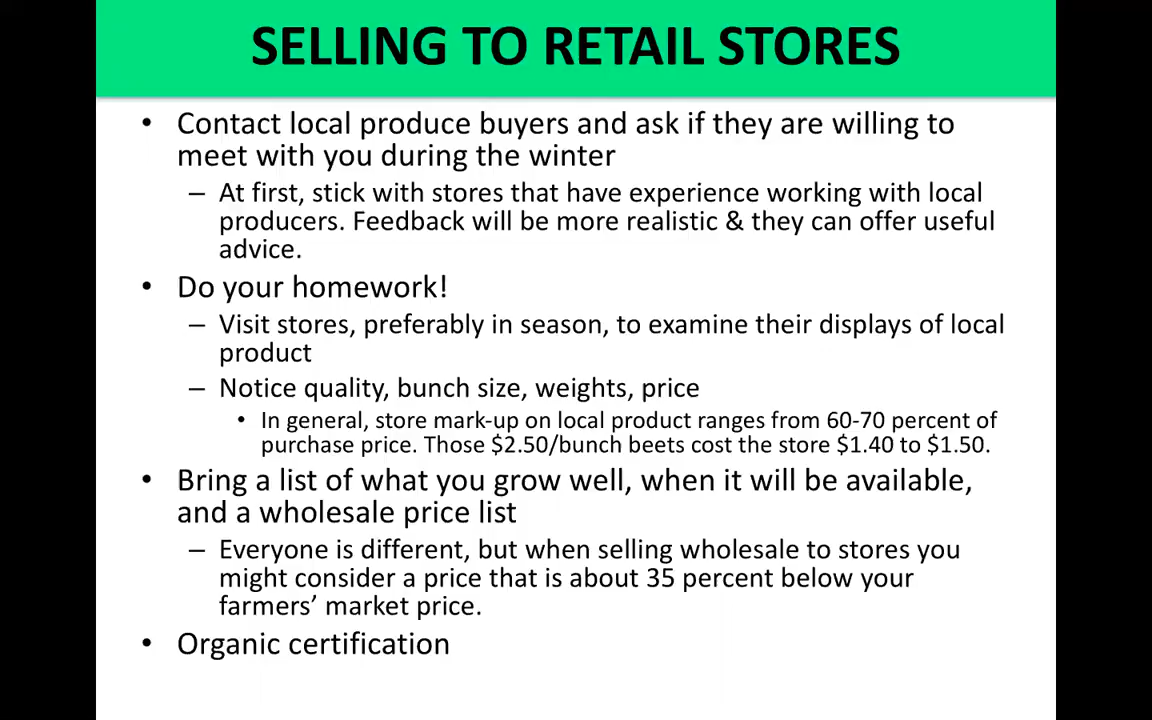 SELLING TO RETAIL STORES
• Contact local produce buyers and ask if they are willing to
meet with you during the winter
– At first, stick with stores that have experience working with local
producers. Feedback will be more realistic & they can offer useful
advice.
• Do your homework!
– Visit stores, preferably in season, to examine their displays of local
product
– Notice quality, bunch size, weights, price
• In general, store mark-up on local product ranges from 60-70 percent of
purchase price. Those $2.50/bunch beets cost the store $1.40 to $1.50.
• Bring a list of what you grow well, when it will be available,
and a wholesale price list
– Everyone is different, but when selling wholesale to stores you
might consider a price that is about 35 percent below your
farmers’ market price.
• Organic certification